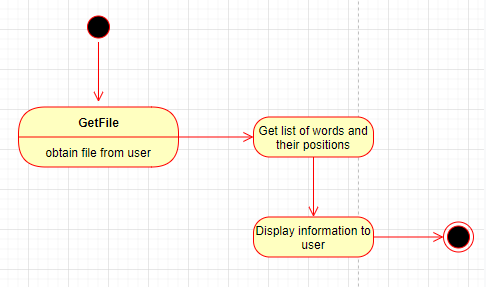 GetFile
obtain file from user
Get list of words and
their positions
Display information to
user